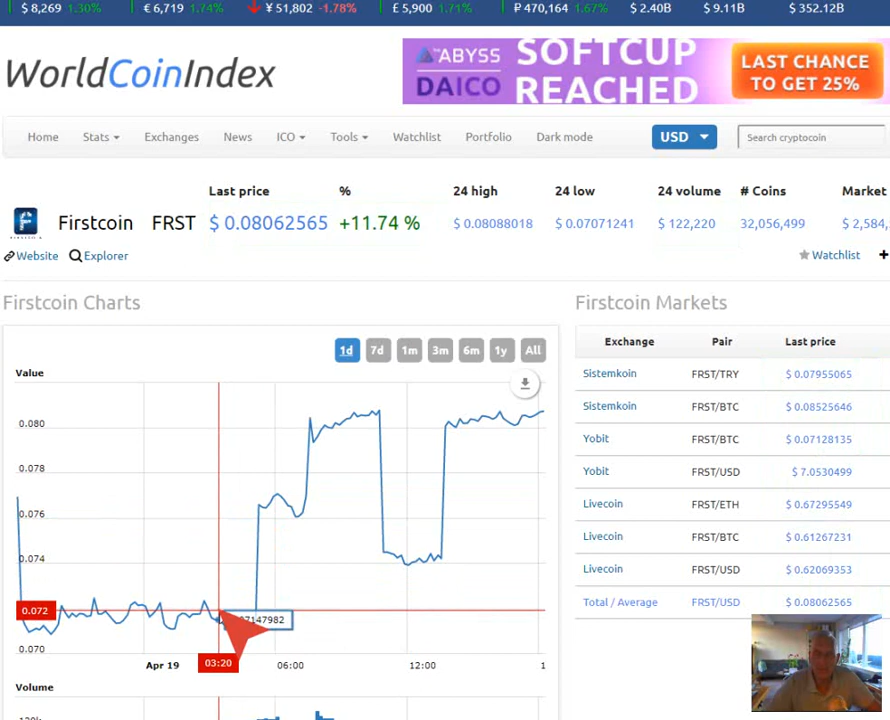 $ 8,269 1.30% € 6,719 1.74% ¥ 51,802 -1.78% £ 5,900 1.71% ₽ 470,164 1.67% $ 2.40B $ 9.11B $ 352.12B
WorldCoinIndex
ABYSS DAICO SOFTCUP REACHED LAST CHANCE TO GET 25%
Home Stats Exchanges News ICO Tools Watchlist Portfolio Dark mode USD Search cryptocoin
Last price % 24 high 24 low 24 volume # Coins Market
Firstcoin FRST $ 0.08062565 +11.74 % $ 0.08088018 $ 0.07071241 $ 122,220 32,056,499 $ 2,584,
Website Explorer Watchlist
Firstcoin Charts Firstcoin Markets
Exchange Pair Last price
1d 7d 1m 3m 6m 1y All
Value
Sistemkoin FRST/TRY $ 0.07955065
Sistemkoin FRST/BTC $ 0.08525646
0.080
Yobit FRST/BTC $ 0.07128135
0.078
Yobit FRST/USD $ 7.0530499
Livecoin FRST/ETH $ 0.67295549
0.076
Livecoin FRST/BTC $ 0.61267231
0.074
Livecoin FRST/USD $ 0.62069353
Total / Average FRST/USD $ 0.08062565
0.072
7147982
0.070
Apr 19 03:20 06:00 12:00 1
Volume